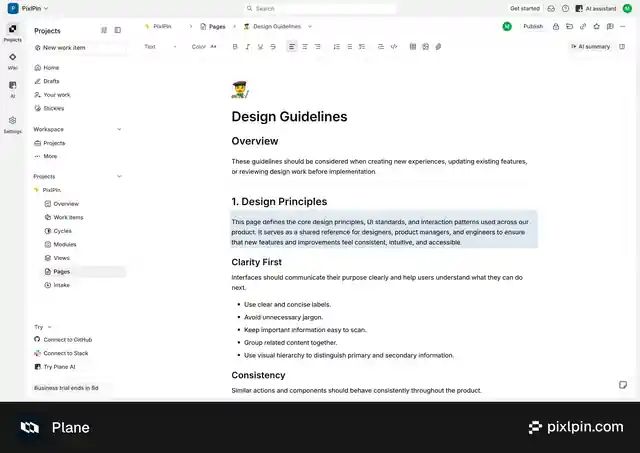 PixlPin
Search
Get started
AI assistant
M
Projects
Wiki
AI
Settings
Projects
New work item
Home
Drafts
Your work
Stickies
Workspace
Projects
More
Projects
PixlPin
Overview
Work items
Cycles
Modules
Views
Pages
Intake
Try
Connect to GitHub
Connect to Slack
Try Plane AI
Business trial ends in 8d
PixlPin > Pages > Design Guidelines
M Publish
Text Color Aa
AI summary
Design Guidelines
Overview
These guidelines should be considered when creating new experiences, updating existing features,
or reviewing design work before implementation.
1. Design Principles
This page defines the core design principles, UI standards, and interaction patterns used across our
product. It serves as a shared reference for designers, product managers, and engineers to ensure
that new features and improvements feel consistent, intuitive, and accessible.
Clarity First
Interfaces should communicate their purpose clearly and help users understand what they can do
next.
• Use clear and concise labels.
• Avoid unnecessary jargon.
• Keep important information easy to scan.
• Group related content together.
• Use visual hierarchy to distinguish primary and secondary information.
Consistency
Similar actions and components should behave consistently throughout the product.
Plane
pixlpin.com